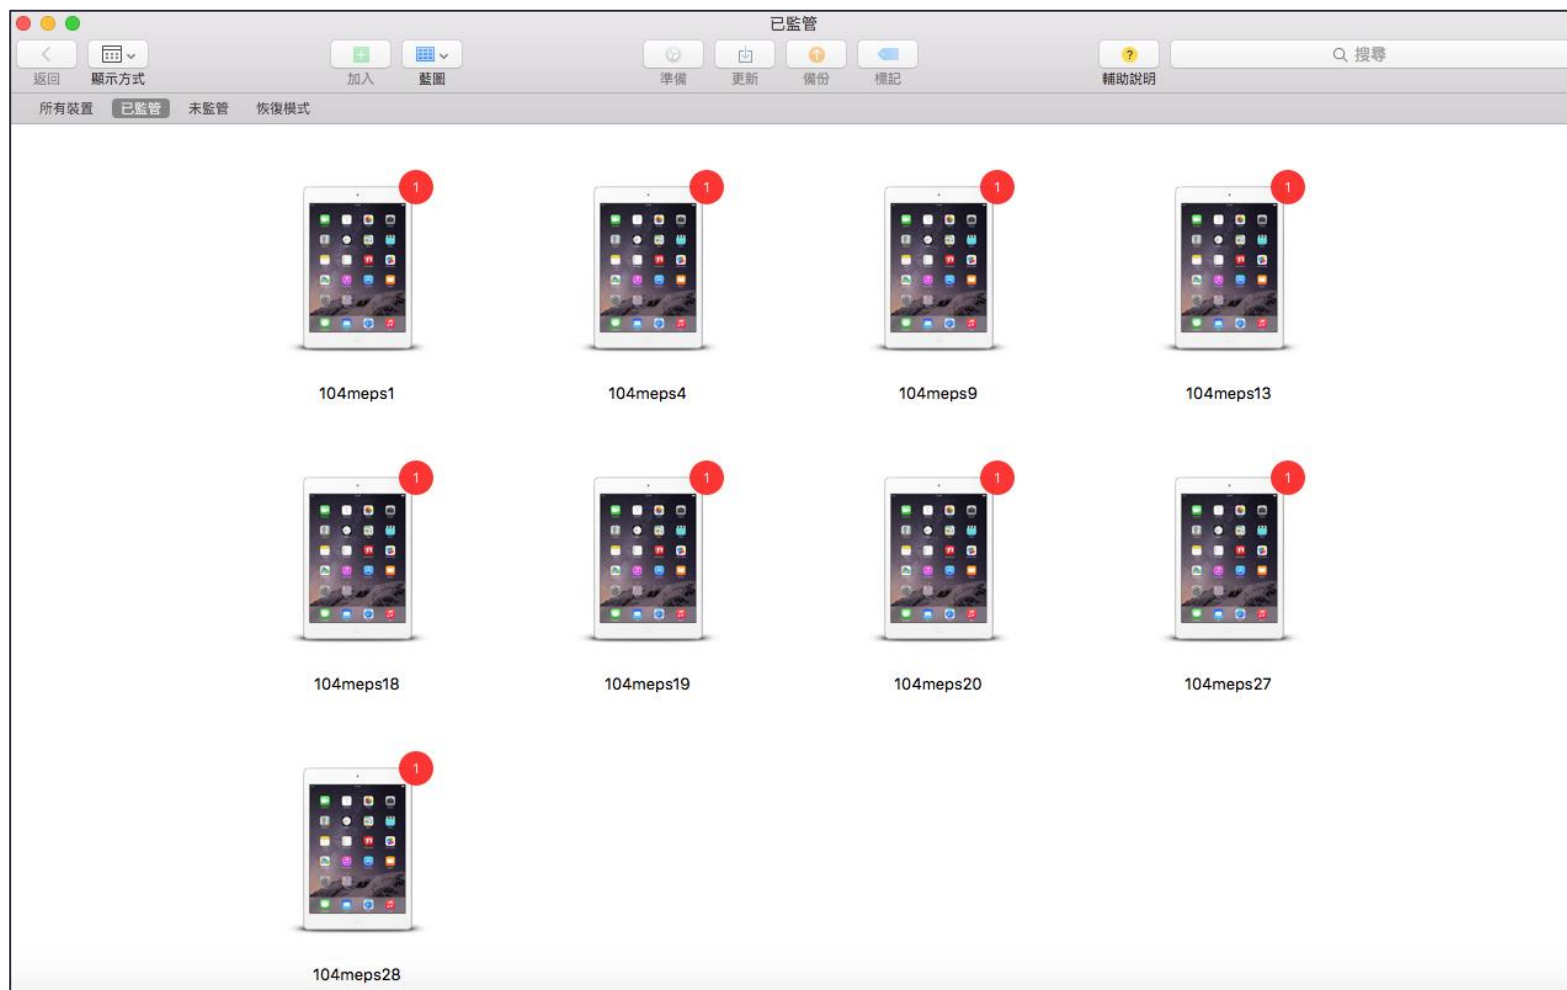 已監管
返回 顯示方式 加入 藍圖 準備 更新 備份 標記 輔助說明 搜尋
所有裝置 已監管 未監管 恢復模式
1 1 1 1
104meps1 104meps4 104meps9 104meps13
1 1 1 1
104meps18 104meps19 104meps20 104meps27
1
104meps28